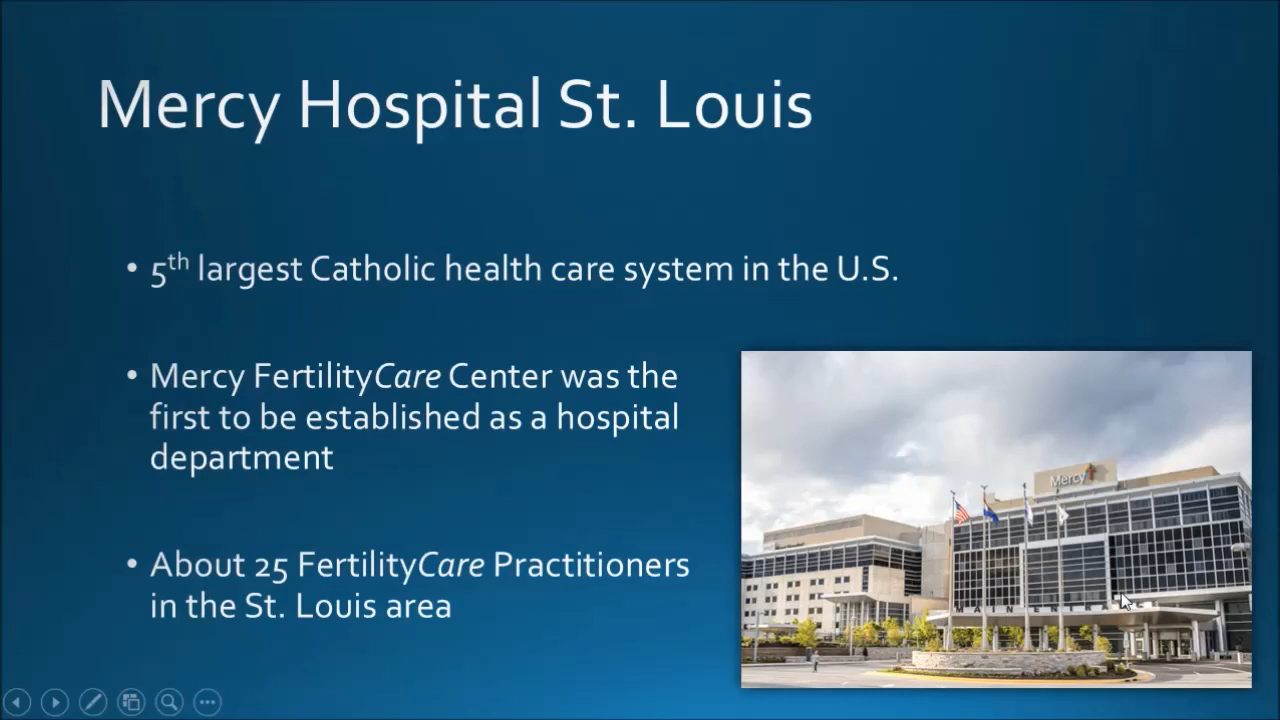 Mercy Hospital St. Louis
• 5th largest Catholic health care system in the U.S.
• Mercy FertilityCare Center was the
first to be established as a hospital
department
• About 25 FertilityCare Practitioners
in the St. Louis area
Mercy